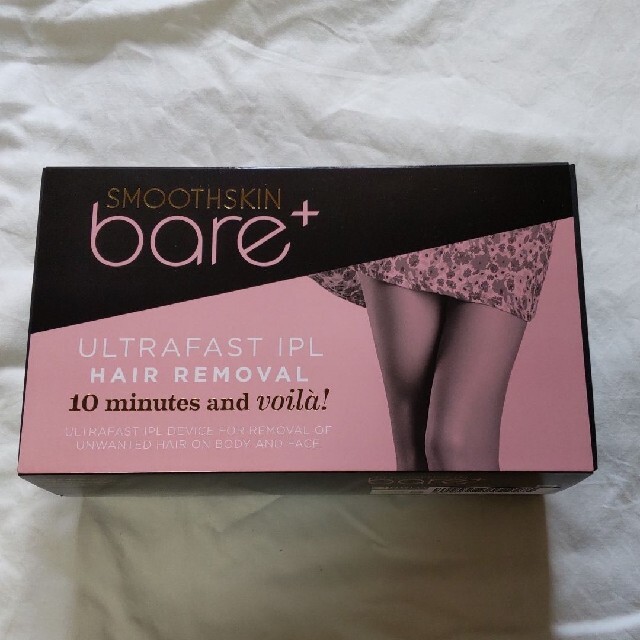 SMOOTHSKIN
bare+
ULTRAFAST IPL
HAIR REMOVAL
10 minutes and voilà!
ULTRAFAST IPL DEVICE FOR REMOVAL OF
UNWANTED HAIR ON BODY AND FACE
bare+